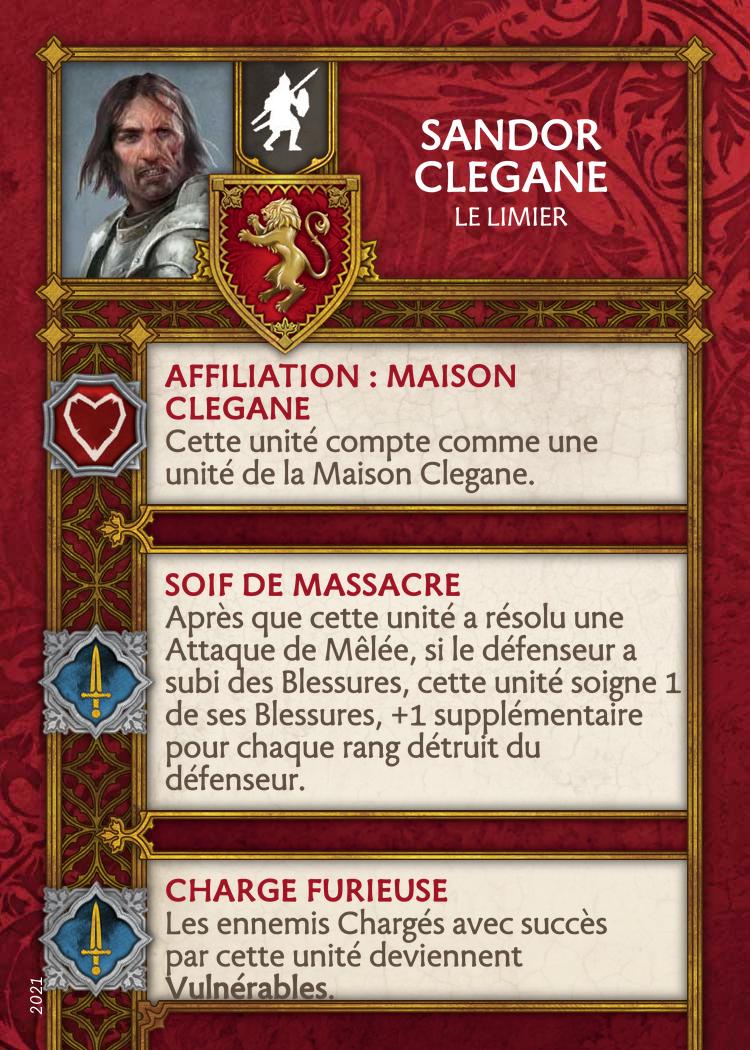 SANDOR
CLEGANE
LE LIMIER
AFFILIATION : MAISON
CLEGANE
Cette unité compte comme une
unité de la Maison Clegane.
SOIF DE MASSACRE
Après que cette unité a résolu une
Attaque de Mêlée, si le défenseur a
subi des Blessures, cette unité soigne 1
de ses Blessures, +1 supplémentaire
pour chaque rang détruit du
défenseur.
CHARGE FURIEUSE
Les ennemis Chargés avec succès
par cette unité deviennent
Vulnérables.
2021